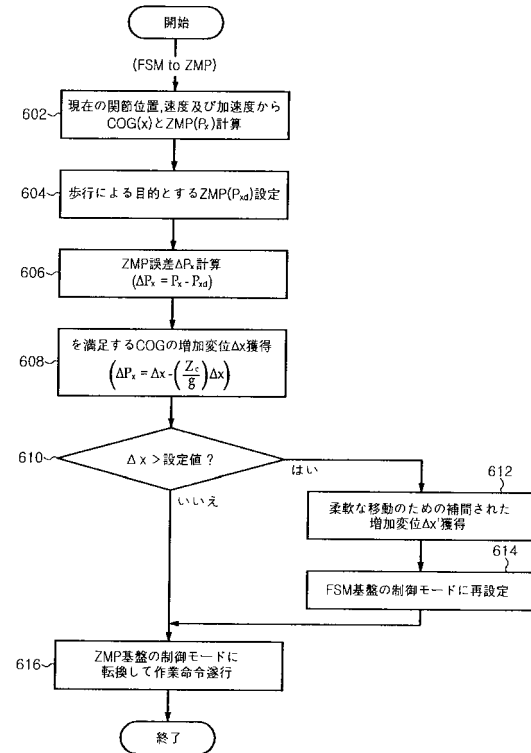 開始
(FSM to ZMP)
602
現在の関節位置,速度及び加速度から
COG(x)とZMP(Px)計算
604
歩行による目的とするZMP(Pxd)設定
606
ZMP誤差ΔPx計算
(ΔPx = Px - Pxd)
608
を満足するCOGの増加変位Δx獲得
(ΔPx = Δx-(Zc/g)Δx)
610
Δx>設定値?
はい
いいえ
612
柔軟な移動のための補間された
増加変位Δx'獲得
614
FSM基盤の制御モードに再設定
616
ZMP基盤の制御モードに
転換して作業命令遂行
終了